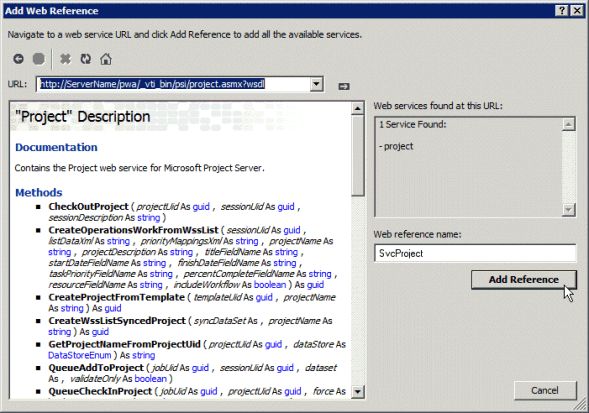 Add Web Reference
Navigate to a web service URL and click Add Reference to add all the available services.
URL: http://ServerName/pwa/_vti_bin/psi/project.asmx?wsdl
"Project" Description
Documentation
Contains the Project web service for Microsoft Project Server.
Methods
CheckOutProject ( projectUid As guid , sessionUid As guid ,
sessionDescription As string )
CreateOperationsWorkFromWssList ( sessionUid As guid ,
listDataXml As string , priorityMappingsXml As string , projectName As
string , projectDescription As string , titleFieldName As string ,
startDateFieldName As string , finishDateFieldName As string ,
taskPriorityFieldName As string , percentCompleteFieldName As string ,
resourceFieldName As string , includeWorkflow As boolean ) As guid
CreateProjectFromTemplate ( templateUid As guid , projectName
As string ) As guid
CreateWssListSyncedProject ( syncDataSet As , projectName As
string ) As guid
GetProjectNameFromProjectUid ( projectUid As guid , dataStore As
DataStoreEnum ) As string
QueueAddToProject ( jobUid As guid , sessionUid As guid , dataset
As , validateOnly As boolean )
QueueCheckInProject ( jobUid As guid , projectUid As guid , force As
Web services found at this URL:
1 Service Found:
- project
Web reference name:
SvcProject
Add Reference
Cancel